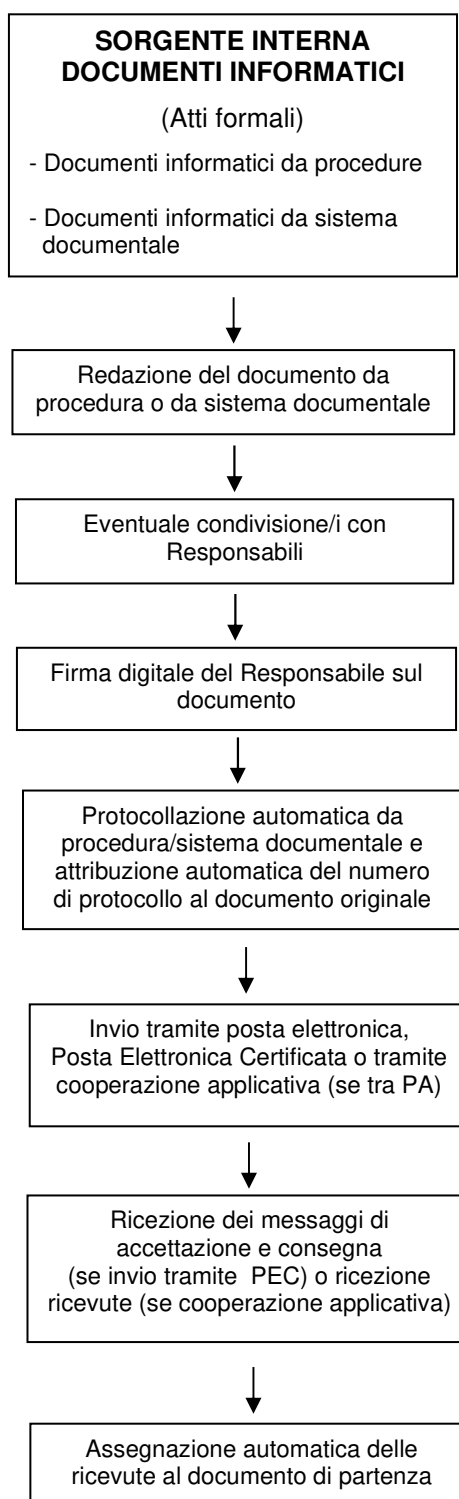 SORGENTE INTERNA
DOCUMENTI INFORMATICI
(Atti formali)
- Documenti informatici da procedure
- Documenti informatici da sistema
documentale
Redazione del documento da
procedura o da sistema documentale
Eventuale condivisione/i con
Responsabili
Firma digitale del Responsabile sul
documento
Protocollazione automatica da
procedura/sistema documentale e
attribuzione automatica del numero
di protocollo al documento originale
Invio tramite posta elettronica,
Posta Elettronica Certificata o tramite
cooperazione applicativa (se tra PA)
Ricezione dei messaggi di
accettazione e consegna
(se invio tramite PEC) o ricezione
ricevute (se cooperazione applicativa)
Assegnazione automatica delle
ricevute al documento di partenza